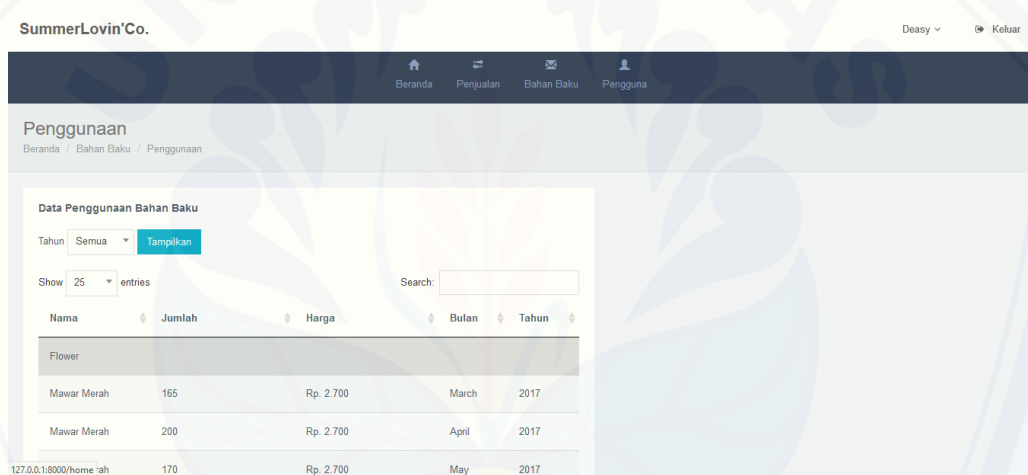 SummerLovin'Co.
Deasy
Keluar
Beranda
Penjualan
Bahan Baku
Pengguna
Penggunaan
Beranda / Bahan Baku / Penggunaan
Data Penggunaan Bahan Baku
Tahun Semua Tampilkan
Show 25 entries
Search:
Nama Jumlah Harga Bulan Tahun
Flower
Mawar Merah 165 Rp. 2.700 March 2017
Mawar Merah 200 Rp. 2.700 April 2017
127.0.0.1:8000/home rah 170 Rp. 2.700 May 2017